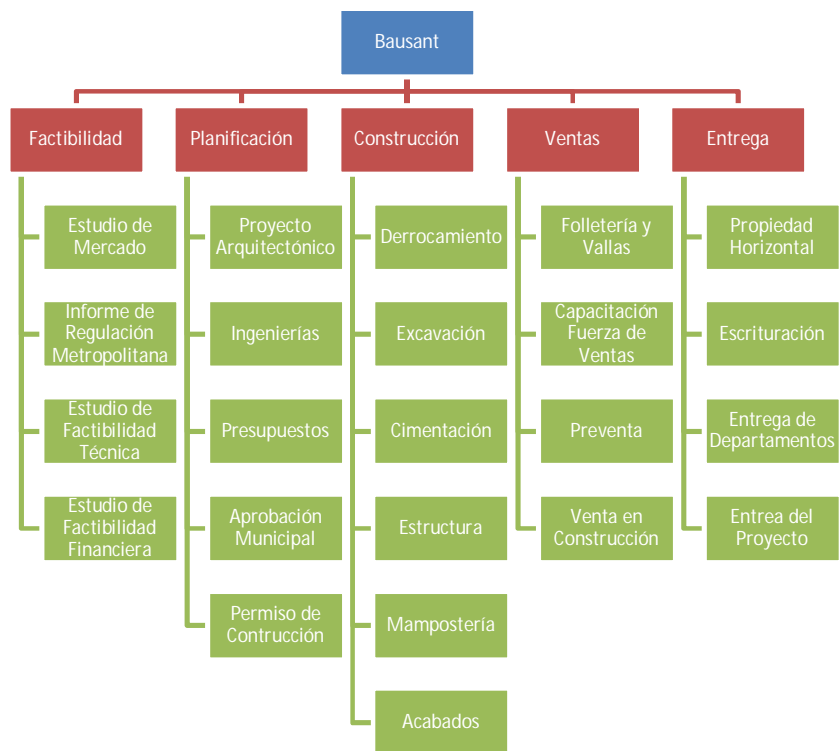 Bausant
Factibilidad
Planificación
Construcción
Ventas
Entrega
Estudio de
Mercado
Informe de
Regulación
Metropolitana
Estudio de
Factibilidad
Técnica
Estudio de
Factibilidad
Financiera
Proyecto
Arquitectónico
Ingenierías
Presupuestos
Aprobación
Municipal
Permiso de
Contrucción
Derrocamiento
Excavación
Cimentación
Estructura
Mampostería
Acabados
Folletería y
Vallas
Capacitación
Fuerza de
Ventas
Preventa
Venta en
Construcción
Propiedad
Horizontal
Escrituración
Entrega de
Departamentos
Entrea del
Proyecto